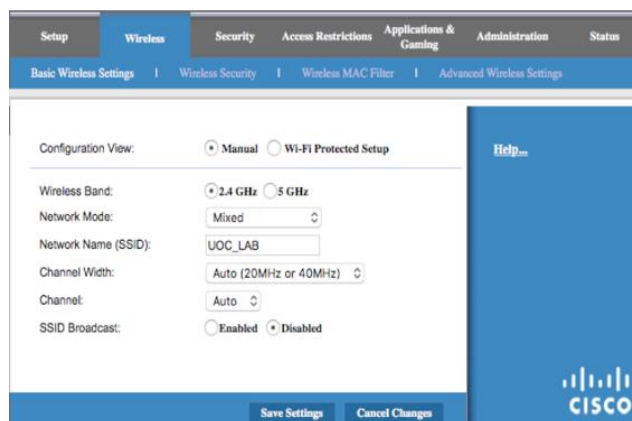 Setup Wireless Security Access Restrictions Applications & Gaming Administration Status
Basic Wireless Settings | Wireless Security | Wireless MAC Filter | Advanced Wireless Settings
Configuration View: Manual Wi-Fi Protected Setup
Help...
Wireless Band: 2.4 GHz 5 GHz
Network Mode: Mixed
Network Name (SSID): UOC_LAB
Channel Width: Auto (20MHz or 40MHz)
Channel: Auto
SSID Broadcast: Enabled Disabled
Save Settings Cancel Changes
CISCO